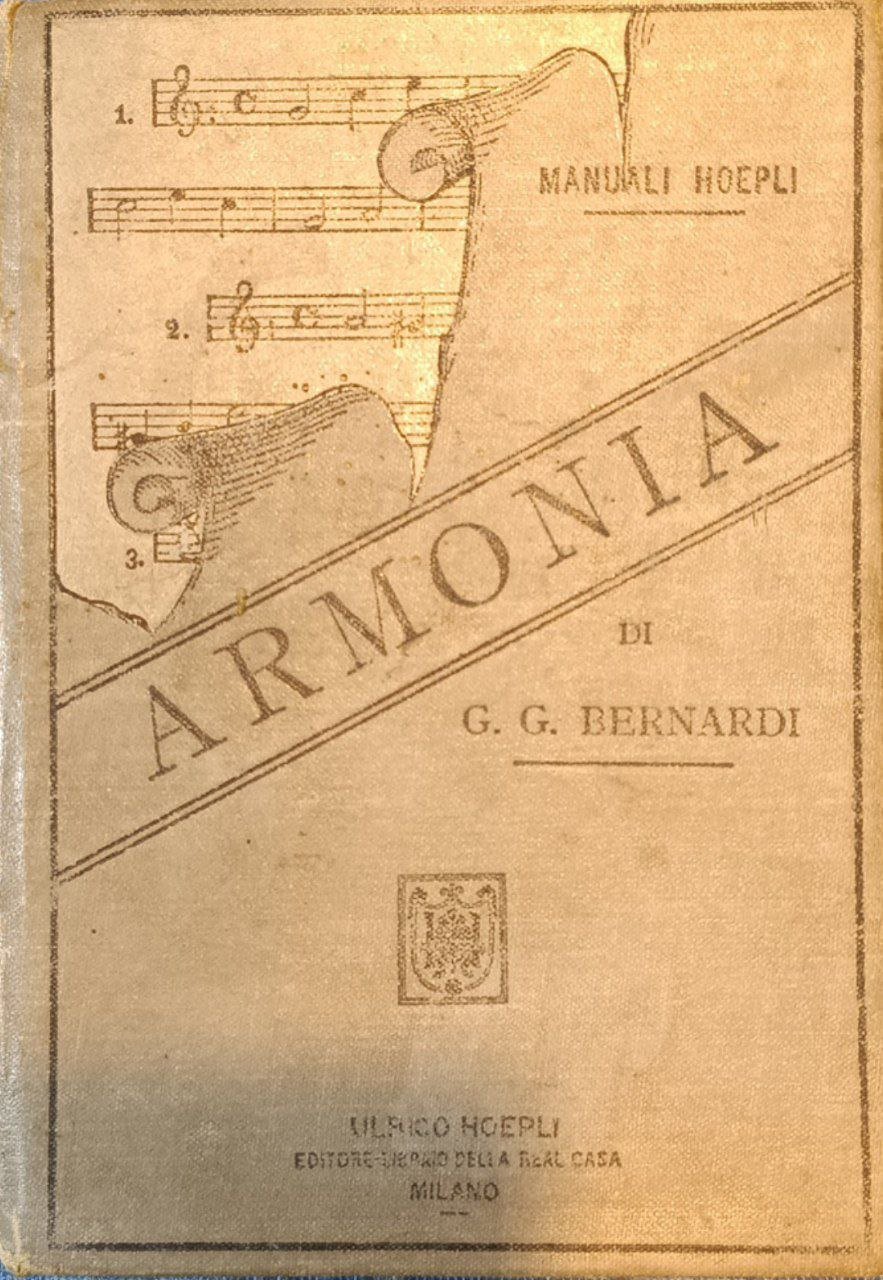 1.
MANUALI HOEPLI
2.
3.
ARMONIA
DI
G. G. BERNARDI
ULRICO HOEPLI
EDITORE-LIBRAIO DELLA REAL CASA
MILANO